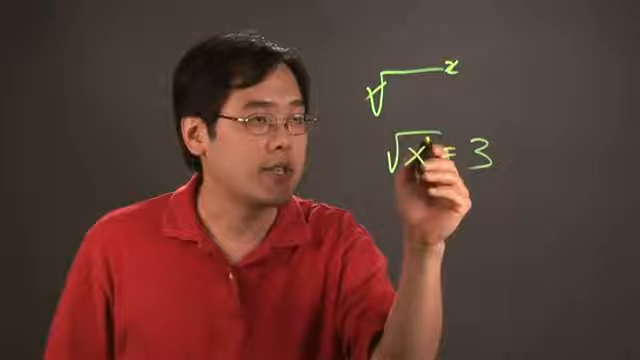 √ x
√x = 3